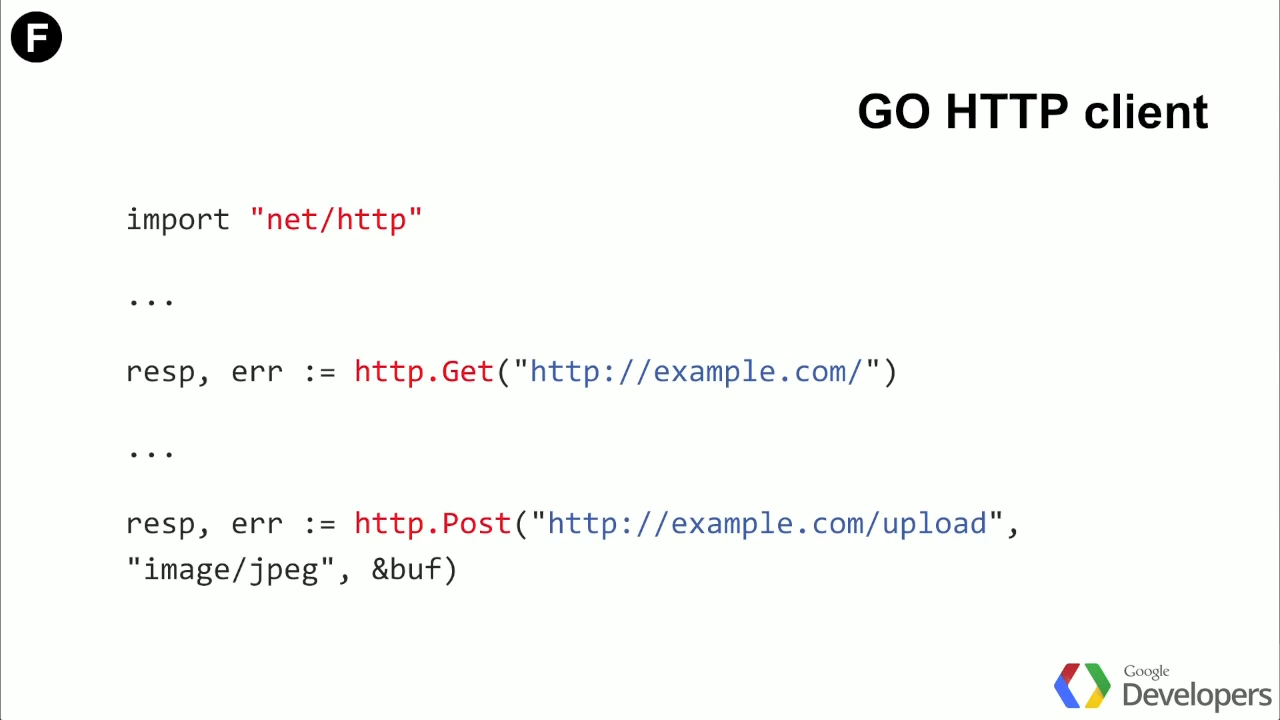 F
GO HTTP client
import "net/http"
...
resp, err := http.Get("http://example.com/")
...
resp, err := http.Post("http://example.com/upload",
"image/jpeg", &buf)
Google
Developers